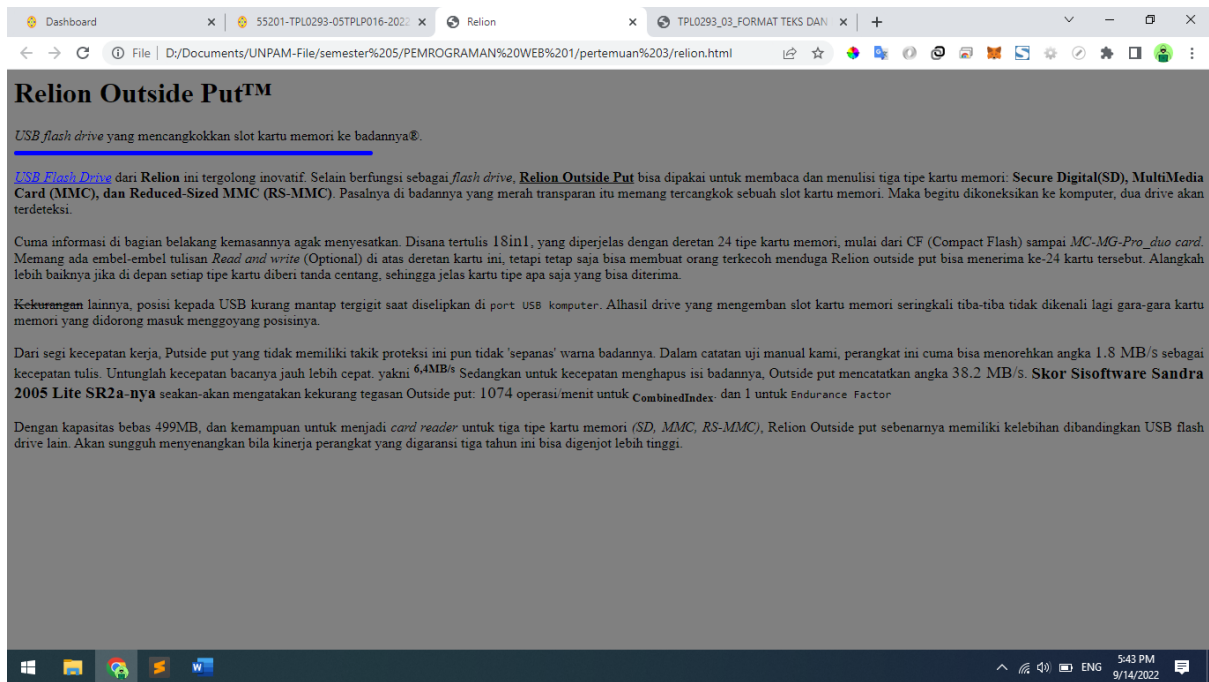 Dashboard
55201-TPL0293-05TPLP016-2022
Relion
TPL0293_03_FORMAT TEKS DAN
File | D:/Documents/UNPAM-File/semester%205/PEMROGRAMAN%20WEB%201/pertemuan%203/relion.html
Relion Outside Put™
USB flash drive yang mencangkokkan slot kartu memori ke badannya®.
USB Flash Drive dari Relion ini tergolong inovatif. Selain berfungsi sebagai flash drive, Relion Outside Put bisa dipakai untuk membaca dan menulisi tiga tipe kartu memori: Secure Digital(SD), MultiMedia
Card (MMC), dan Reduced-Sized MMC (RS-MMC). Pasalnya di badannya yang merah transparan itu memang tercangkok sebuah slot kartu memori. Maka begitu dikoneksikan ke komputer, dua drive akan
terdeteksi.
Cuma informasi di bagian belakang kemasannya agak menyesatkan. Disana tertulis 18in1, yang diperjelas dengan deretan 24 tipe kartu memori, mulai dari CF (Compact Flash) sampai MC-MG-Pro_duo card.
Memang ada embel-embel tulisan Read and write (Optional) di atas deretan kartu ini, tetapi tetap saja bisa membuat orang terkecoh menduga Relion outside put bisa menerima ke-24 kartu tersebut. Alangkah
lebih baiknya jika di depan setiap tipe kartu diberi tanda centang, sehingga jelas kartu tipe apa saja yang bisa diterima.
Kekurangan lainnya, posisi kepada USB kurang mantap tergigit saat diselipkan di port USB komputer. Alhasil drive yang mengemban slot kartu memori seringkali tiba-tiba tidak dikenali lagi gara-gara kartu
memori yang didorong masuk menggoyang posisinya.
Dari segi kecepatan kerja, Putside put yang tidak memiliki takik proteksi ini pun tidak 'sepanas' warna badannya. Dalam catatan uji manual kami, perangkat ini cuma bisa menorehkan angka 1.8 MB/s sebagai
kecepatan tulis. Untunglah kecepatan bacanya jauh lebih cepat. yakni 6,4MB/s Sedangkan untuk kecepatan menghapus isi badannya, Outside put mencatatkan angka 38.2 MB/s. Skor Sisoftware Sandra
2005 Lite SR2a-nya seakan-akan mengatakan kekurang tegasan Outside put: 1074 operasi/menit untuk CombinedIndex. dan 1 untuk Endurance Factor
Dengan kapasitas bebas 499MB, dan kemampuan untuk menjadi card reader untuk tiga tipe kartu memori (SD, MMC, RS-MMC), Relion Outside put sebenarnya memiliki kelebihan dibandingkan USB flash
drive lain. Akan sungguh menyenangkan bila kinerja perangkat yang digaransi tiga tahun ini bisa digenjot lebih tinggi.
ENG
5:43 PM
9/14/2022